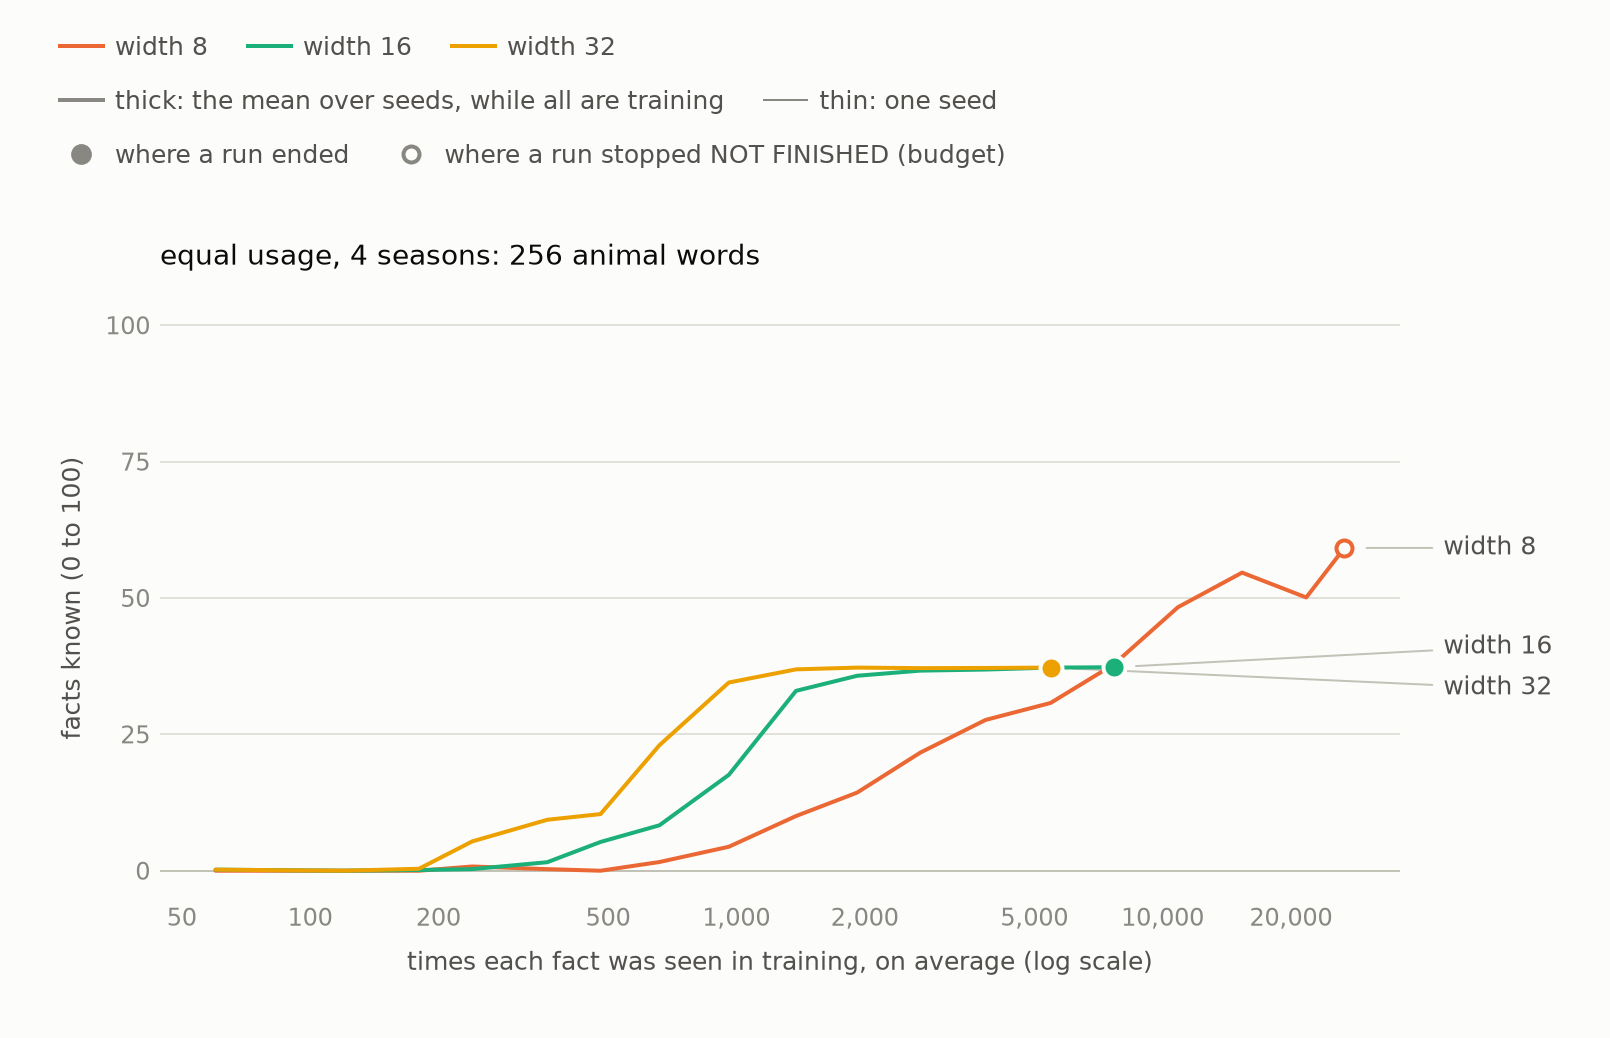 width 8 width 16 width 32
thick: the mean over seeds, while all are training thin: one seed
where a run ended where a run stopped NOT FINISHED (budget)
equal usage, 4 seasons: 256 animal words
100
75
50
25
0
facts known (0 to 100)
width 8
width 16
width 32
50 100 200 500 1,000 2,000 5,000 10,000 20,000
times each fact was seen in training, on average (log scale)